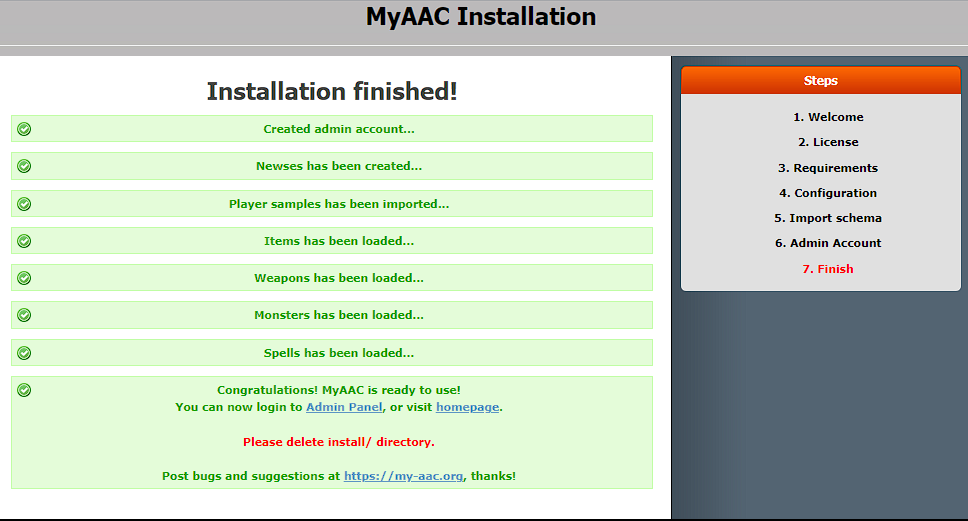 MyAAC Installation
Installation finished!
Created admin account...
Newses has been created...
Player samples has been imported...
Items has been loaded...
Weapons has been loaded...
Monsters has been loaded...
Spells has been loaded...
Congratulations! MyAAC is ready to use!
You can now login to Admin Panel, or visit homepage.
Please delete install/ directory.
Post bugs and suggestions at https://my-aac.org, thanks!
Steps
1. Welcome
2. License
3. Requirements
4. Configuration
5. Import schema
6. Admin Account
7. Finish